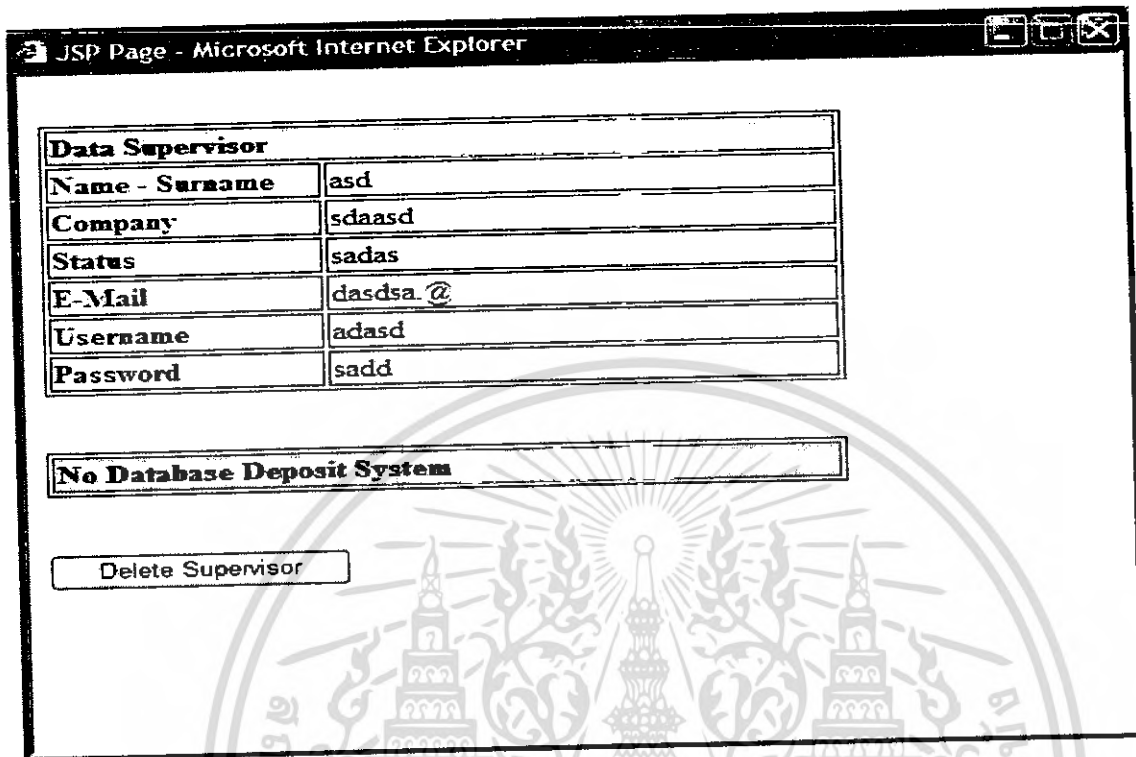 JSP Page - Microsoft Internet Explorer
Data Supervisor
Name - Surname asd
Company sdaasd
Status sadas
E-Mail dasdsa.@
Username adasd
Password sadd
No Database Deposit System
Delete Supervisor